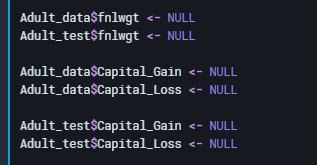 Adult_data$fnlwgt <- NULL
Adult_test$fnlwgt <- NULL
Adult_data$Capital_Gain <- NULL
Adult_data$Capital_Loss <- NULL
Adult_test$Capital_Gain <- NULL
Adult_test$Capital_Loss <- NULL